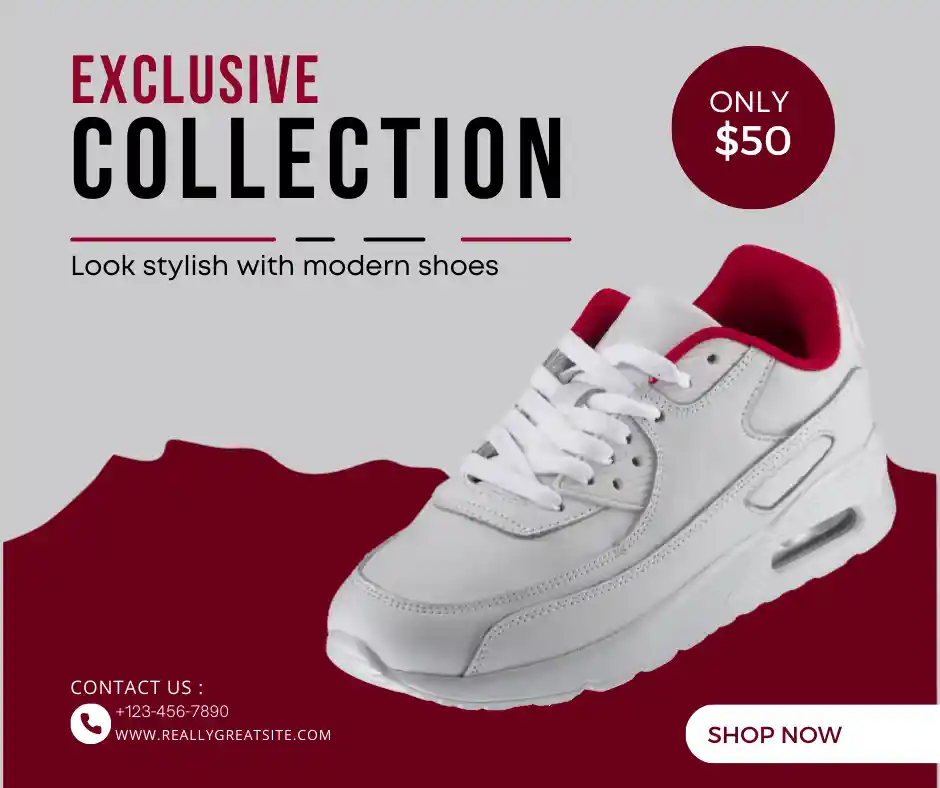 EXCLUSIVE
COLLECTION
ONLY
$50
Look stylish with modern shoes
CONTACT US :
+123-456-7890
WWW.REALLYGREATSITE.COM
SHOP NOW